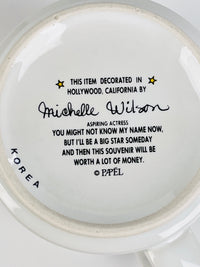 THIS ITEM DECORATED IN
HOLLYWOOD, CALIFORNIA BY
Michelle Wilson
ASPIRING ACTRESS
YOU MIGHT NOT KNOW MY NAME NOW,
BUT I'LL BE A BIG STAR SOMEDAY
AND THEN THIS SOUVENIR WILL BE
WORTH A LOT OF MONEY.
© PAPÉL
KOREA